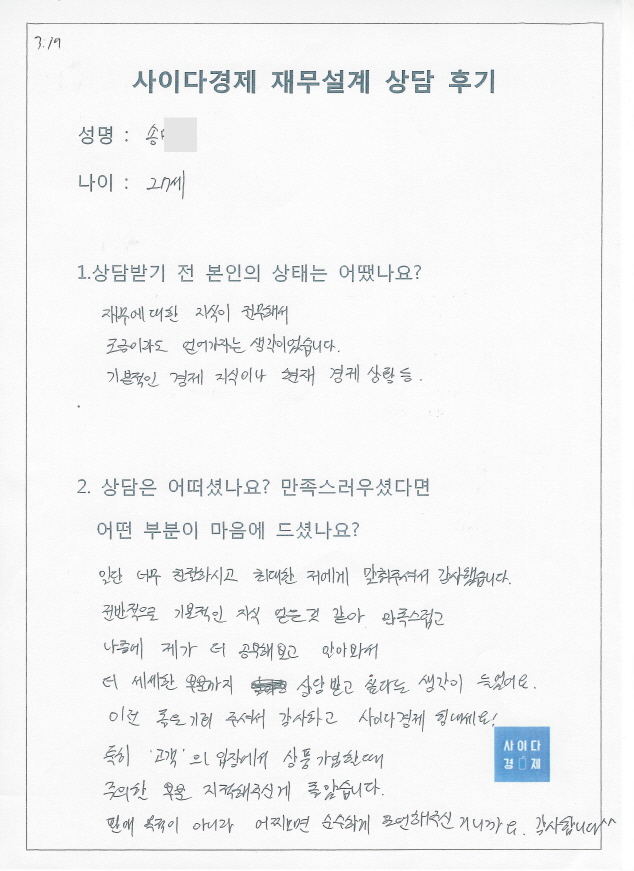 3.19
사이다경제 재무설계 상담 후기
성명 : 송
나이 : 27세
1.상담받기 전 본인의 상태는 어땠나요?
재무에 대한 지식이 전무해서
조금이라도 얻어가자는 생각이었습니다.
기본적인 경제 지식이나 현재 경제 상황 등.
2. 상담은 어떠셨나요? 만족스러우셨다면
어떤 부분이 마음에 드셨나요?
일단 너무 친절하시고 최대한 저에게 맞춰주셔서 감사했습니다.
전반적으로 기본적인 지식 얻은 것 같아 만족스럽고
나중에 제가 더 공부해보고 알아와서
더 세세한 부분까지 상담 받고 싶다는 생각이 들었어요.
이런 좋은 기회 주셔서 감사하고 사이다경제 힘내세요!
특히 '고객'의 입장에서 상품 가입할 때
주의할 부분 지적해주신게 좋았습니다.
판매 목적이 아니라 어찌보면 순수하게 조언해주신 거니까요. 감사합니다^^
사이다
경제